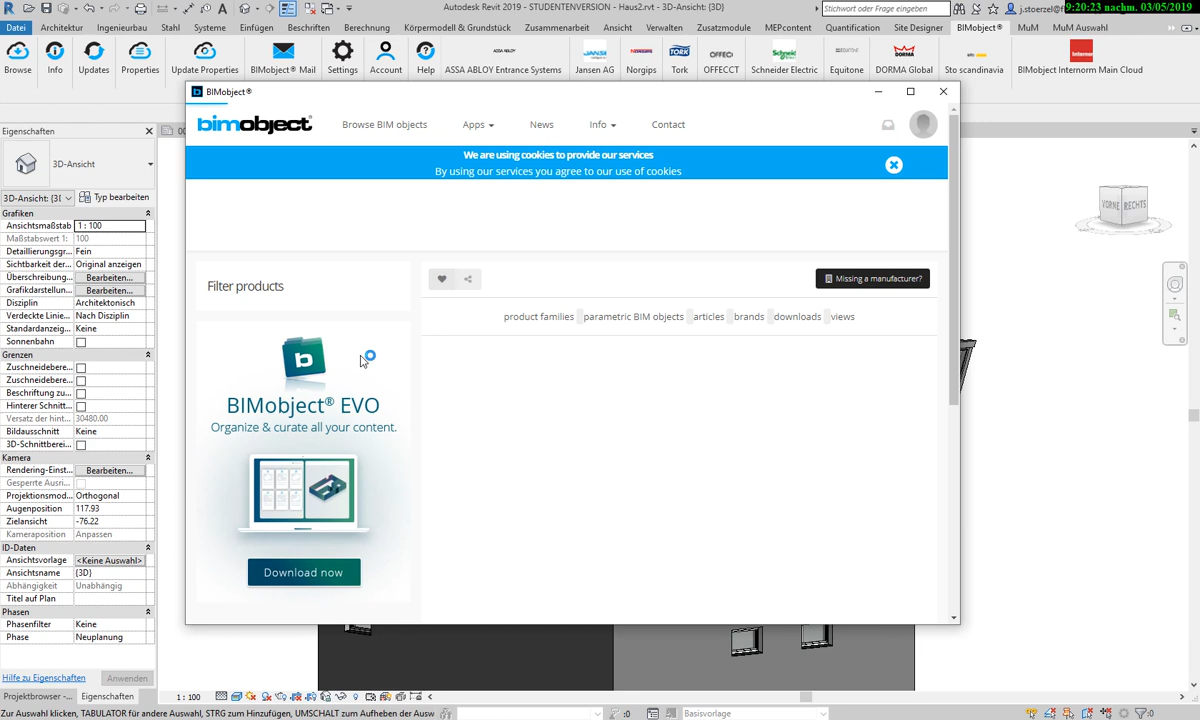 Autodesk Revit 2019 - STUDENTENVERSION - Haus2.rvt - 3D-Ansicht: {3D}
Stichwort oder Frage eingeben
j.stoerzel@
9:20:23 nachm. 03/05/2019
Datei Architektur Ingenieurbau Stahl Systeme Einfügen Beschriften Berechnung Körpermodell & Grundstück Zusammenarbeit Ansicht Verwalten Zusatzmodule MEPcontent Quantification Site Designer BIMobject® MuM MuM Auswahl
Browse Info Updates Properties Update Properties BIMobject® Mail Settings Account Help ASSA ABLOY Entrance Systems Jansen AG Norgips Tork OFFECCT Schneider Electric Equitone DORMA Global Sto scandinavia BIMobject Internorm Main Cloud
Eigenschaften
3D-Ansicht
3D-Ansicht: {3I Typ bearbeiten
Grafiken
Ansichtsmaßstab 1 : 100
Maßstabswert 1: 100
Detaillierungsgr... Fein
Sichtbarkeit der... Original anzeigen
Überschreibung... Bearbeiten...
Grafikdarstellun... Bearbeiten...
Disziplin Architektonisch
Verdeckte Linie... Nach Disziplin
Standardanzeig... Keine
Sonnenbahn
Grenzen
Zuschneidebere...
Zuschneidebere...
Beschriftung zu...
Hinterer Schnitt...
Versatz der hint... 30480.00
Bildausschnitt Keine
3D-Schnittberei...
Kamera
Rendering-Einst... Bearbeiten...
Gesperrte Ausri...
Projektionsmod... Orthogonal
Augenposition 117.93
Zielansicht -76.22
Kameraposition Anpassen
ID-Daten
Ansichtsvorlage <Keine Auswahl>
Ansichtsname {3D}
Abhängigkeit Unabhängig
Titel auf Plan
Phasen
Phasenfilter Keine
Phase Neuplanung
Hilfe zu Eigenschaften Anwenden
Projektbrowser -... Eigenschaften
BIMobject®
bimobject® Browse BIM objects Apps News Info Contact
We are using cookies to provide our services
By using our services you agree to our use of cookies
Filter products
Missing a manufacturer?
product families parametric BIM objects articles brands downloads views
b
BIMobject® EVO
Organize & curate all your content.
Download now
VORNE RECHTS
1 : 100
Zur Auswahl klicken, TABULATOR für andere Auswahl, STRG zum Hinzufügen, UMSCHALT zum Aufheben der Ausw :0 Basisvorlage :0